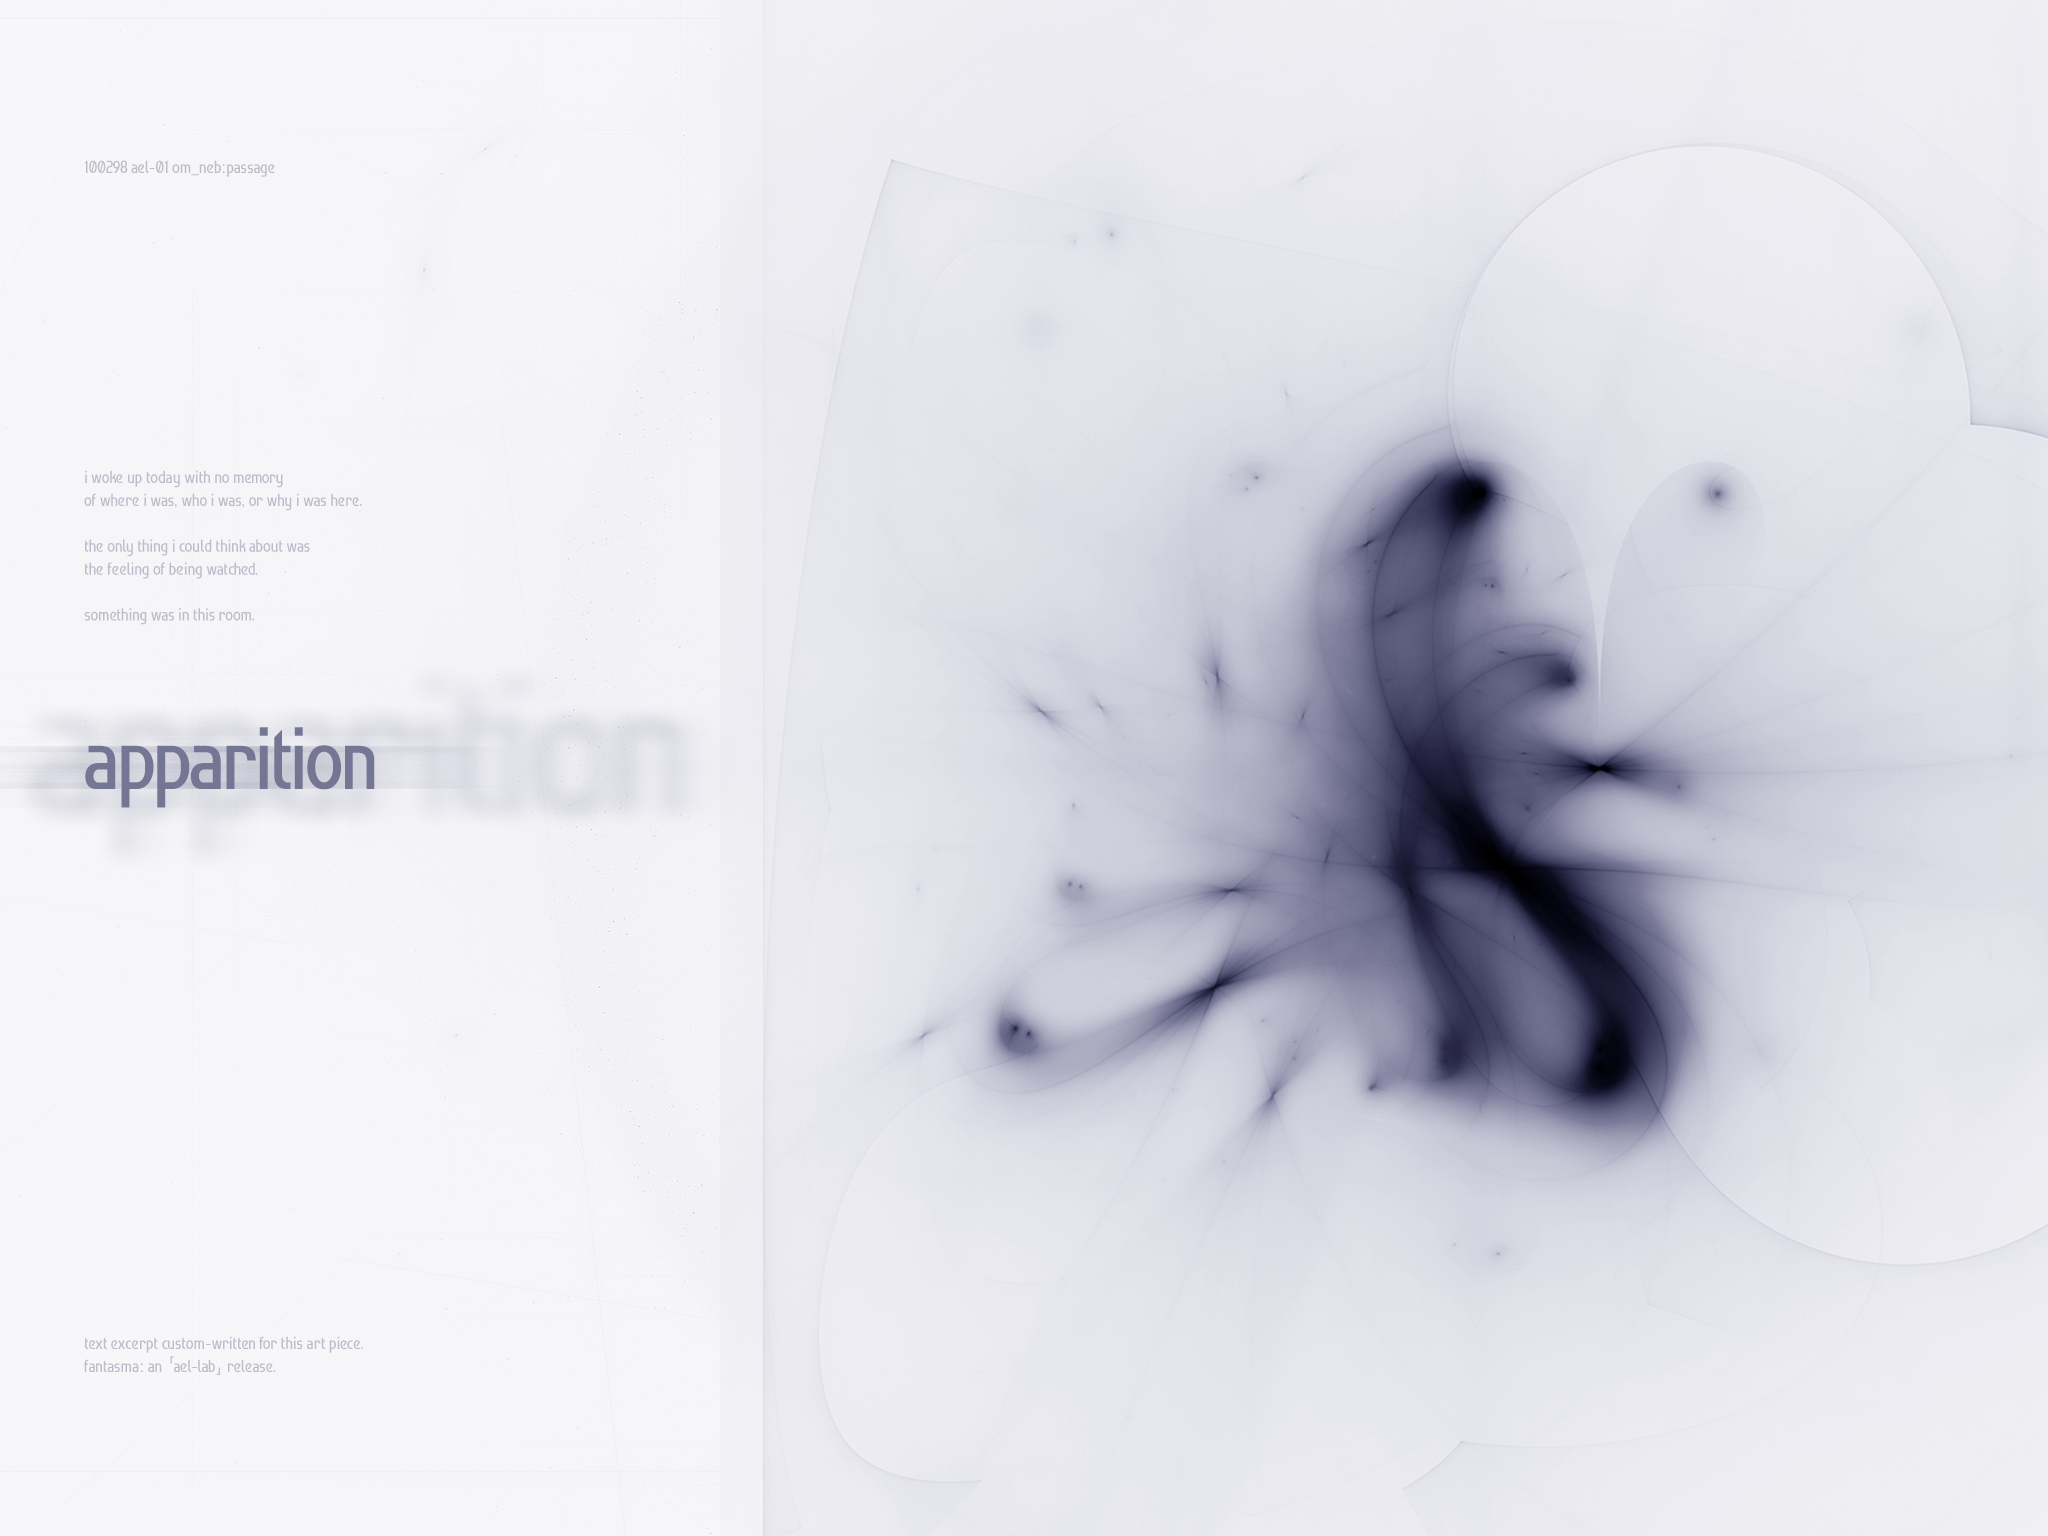 100298 ael-01 om_neb:passage
i woke up today with no memory
of where i was, who i was, or why i was here.
the only thing i could think about was
the feeling of being watched.
something was in this room.
apparition
text excerpt custom-written for this art piece.
fantasma: an 「ael-lab」 release.